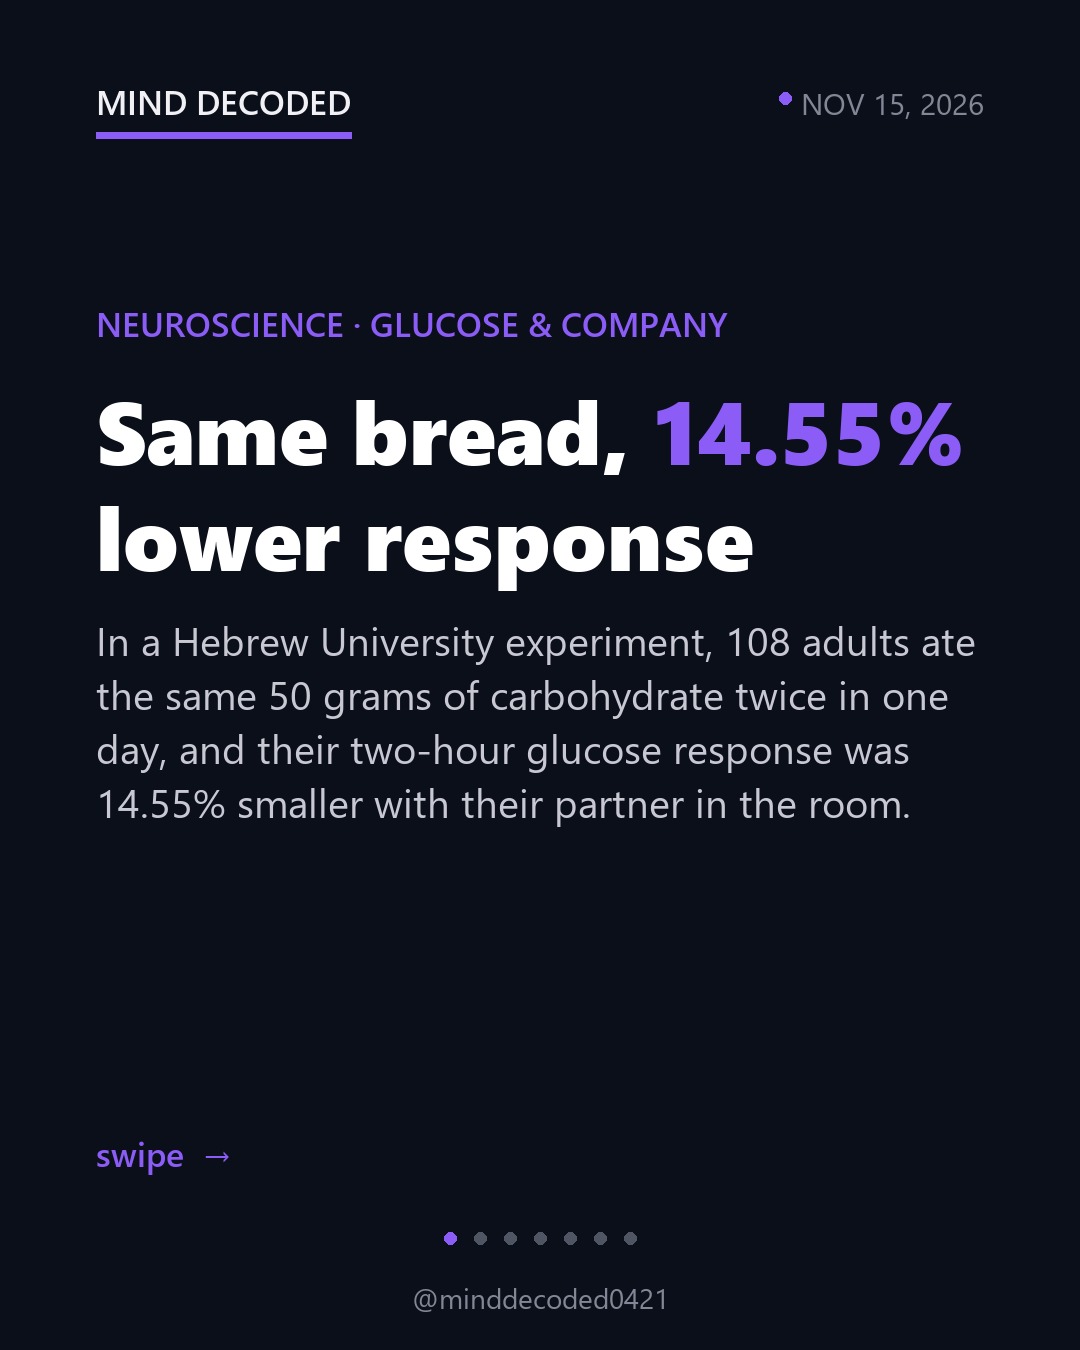 MIND DECODED
NOV 15, 2026
NEUROSCIENCE · GLUCOSE & COMPANY
Same bread, 14.55%
lower response
In a Hebrew University experiment, 108 adults ate
the same 50 grams of carbohydrate twice in one
day, and their two-hour glucose response was
14.55% smaller with their partner in the room.
swipe →
@minddecoded0421